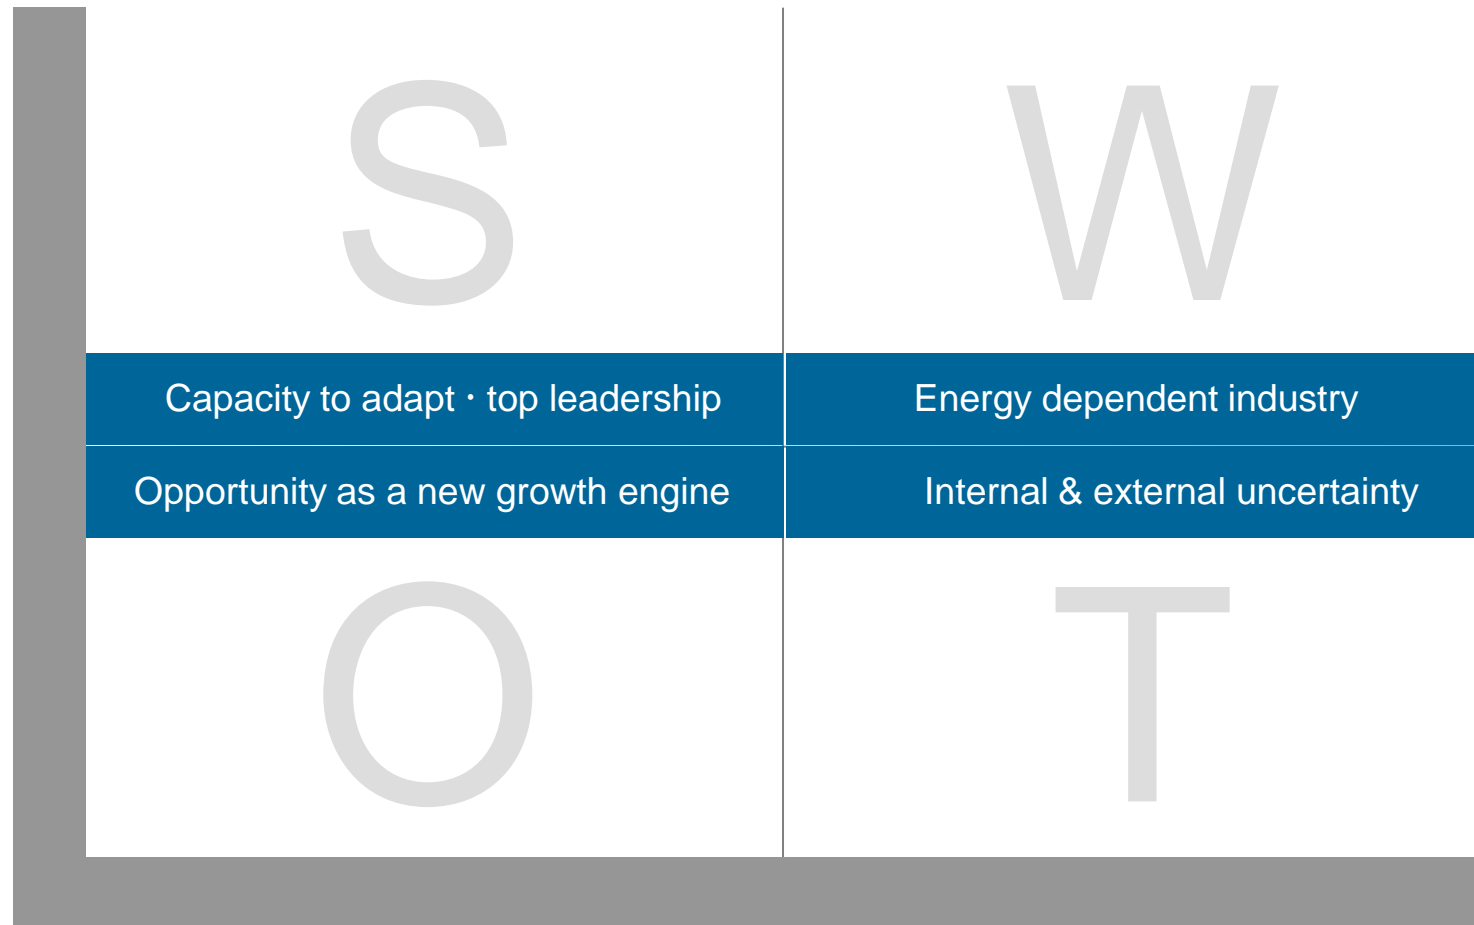 S
W
Capacity to adapt · top leadership
Energy dependent industry
Opportunity as a new growth engine
Internal & external uncertainty
O
T